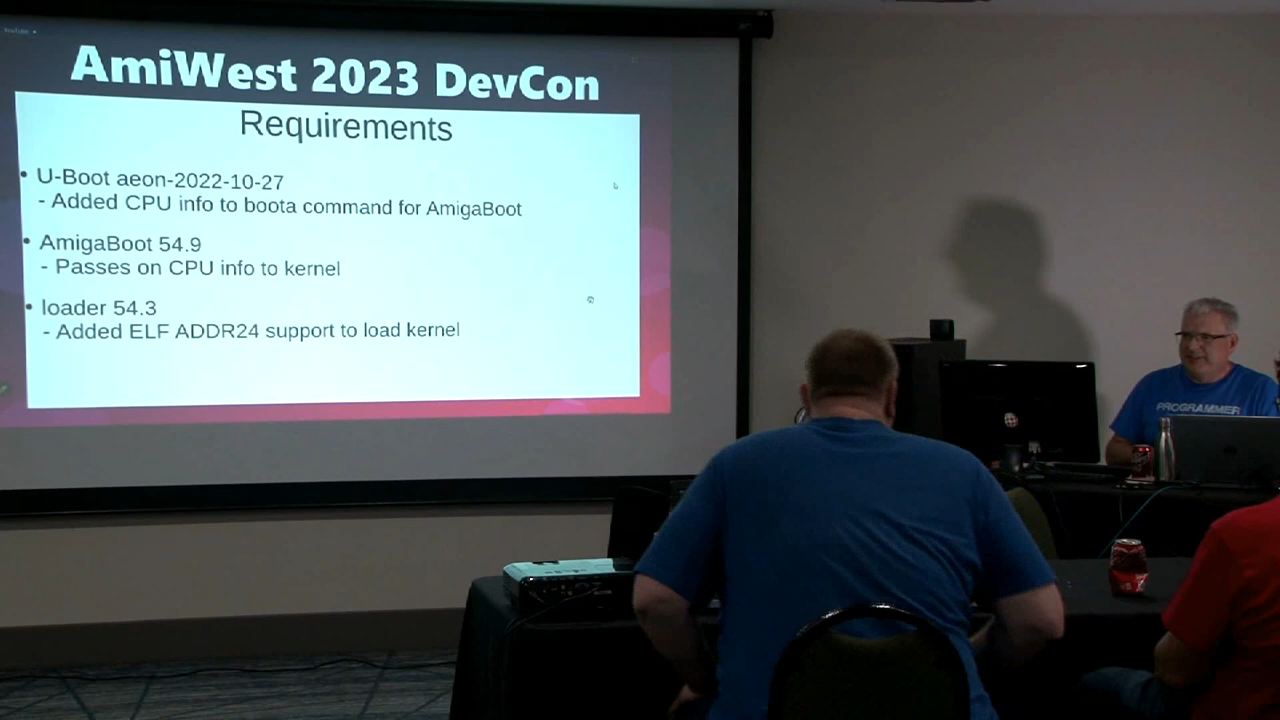 YouTube
AmiWest 2023 DevCon
Requirements
• U-Boot aeon-2022-10-27
- Added CPU info to boota command for AmigaBoot
• AmigaBoot 54.9
- Passes on CPU info to kernel
• loader 54.3
- Added ELF ADDR24 support to load kernel
PROGRAMMER